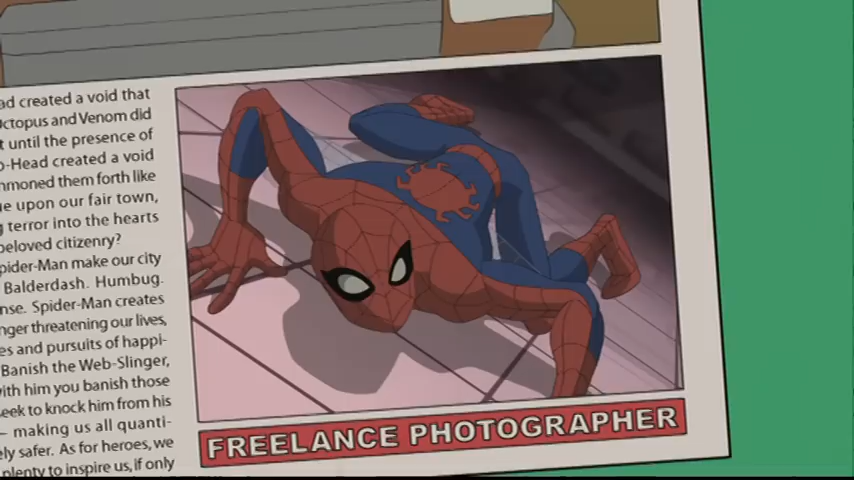 ad created a void that
Octopus and Venom did
t until the presence of
o-Head created a void
mmoned them forth like
ue upon our fair town,
g terror into the hearts
beloved citizenry?
pider-Man make our city
Balderdash. Humbug.
nse. Spider-Man creates
nger threatening our lives,
es and pursuits of happi-
Banish the Web-Slinger,
with him you banish those
eek to knock him from his
– making us all quanti-
ely safer. As for heroes, we
plenty to inspire us, if only
FREELANCE PHOTOGRAPHER